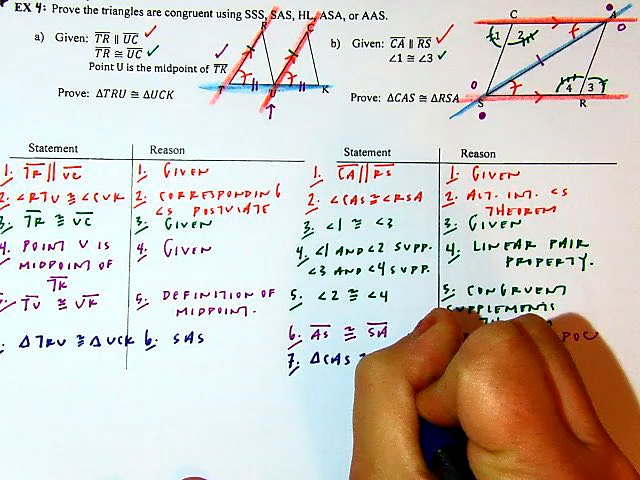 EX 4: Prove the triangles are congruent using SSS, SAS, HL, ASA, or AAS.
a) Given: TR ∥ UC
TR ≅ UC
Point U is the midpoint of TK
Prove: ΔTRU ≅ ΔUCK
R C
T U K
b) Given: CA ∥ RS
∠1 ≅ ∠3
Prove: ΔCAS ≅ ΔRSA
C A
1 2
4 3
S R
Statement Reason
1. TR ∥ UC 1. GIVEN
2. ∠RTU ≅ ∠CUK 2. CORRESPONDING
∠S POSTULATE
3. TR ≅ UC 3. GIVEN
4. POINT U IS 4. GIVEN
MIDPOINT OF
TK
5. TU ≅ UK 5. DEFINITION OF
MIDPOINT.
. ΔTRU ≅ ΔUCK 6. SAS
Statement Reason
1. CA ∥ RS 1. GIVEN
2. ∠CAS ≅ ∠RSA 2. ALT. INT. ∠S
THEOREM
3. ∠1 ≅ ∠3 3. GIVEN
4. ∠1 AND ∠2 SUPP. 4. LINEAR PAIR
∠3 AND ∠4 SUPP. PROPERTY.
5. ∠2 ≅ ∠4 5. CONGRUENT
SUPPLEMENTS
6. AS ≅ SA
7. ΔCAS